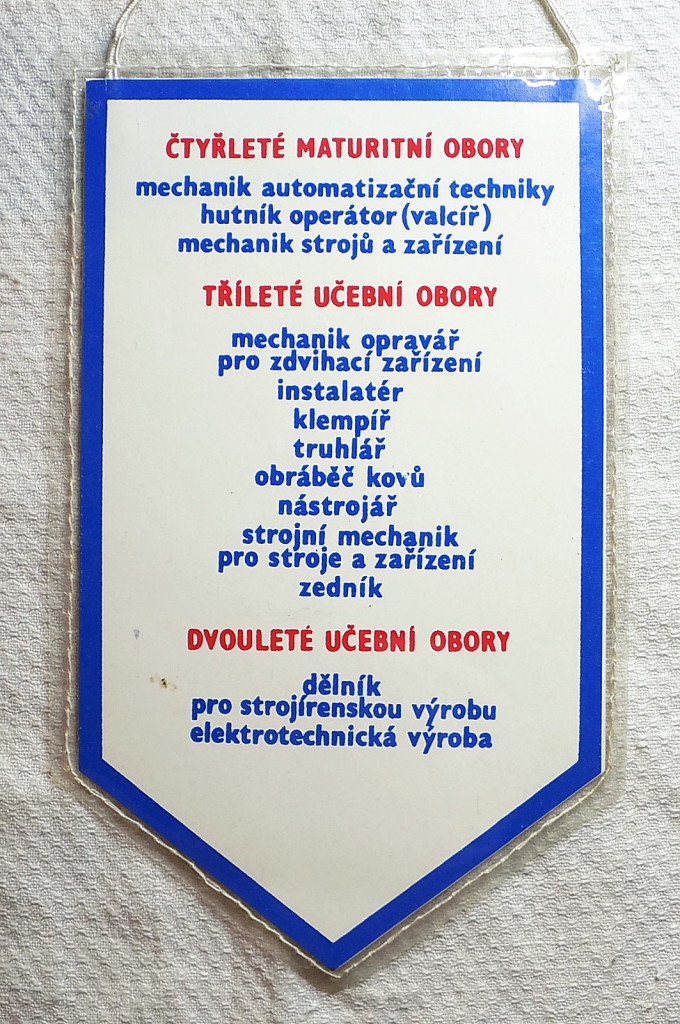 ČTYŘLETÉ MATURITNÍ OBORY
mechanik automatizační techniky
hutník operátor (valcíř)
mechanik strojů a zařízení
TŘÍLETÉ UČEBNÍ OBORY
mechanik opravář
pro zdvihací zařízení
instalatér
klempíř
truhlář
obráběč kovů
nástrojář
strojní mechanik
pro stroje a zařízení
zedník
DVOULETÉ UČEBNÍ OBORY
dělník
pro strojírenskou výrobu
elektrotechnická výroba